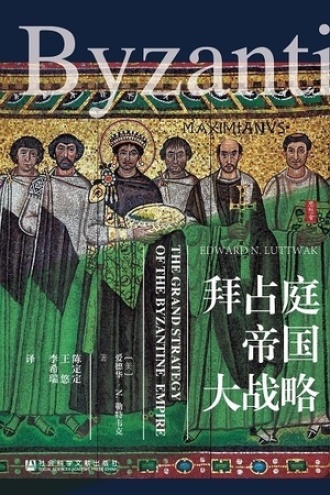 Byzanti
MAXIMIANVS
THE GRAND STRATEGY
OF THE BYZANTINE EMPIRE
EDWARD N. LUTTWAK
拜占庭
帝国
大战略
[美]
爱德华·N.勒特韦克
著
陈定定
王悠
李希瑞
译
社会科学文献出版社